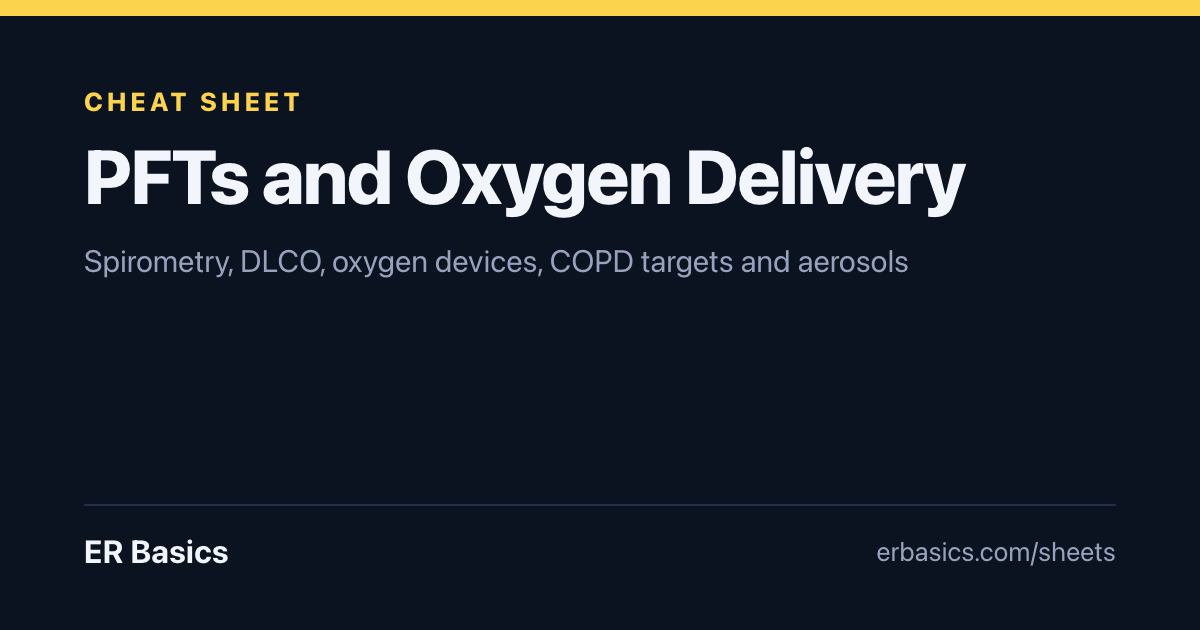 CHEAT SHEET
PFTs and Oxygen Delivery
Spirometry, DLCO, oxygen devices, COPD targets and aerosols
ER Basics
erbasics.com/sheets